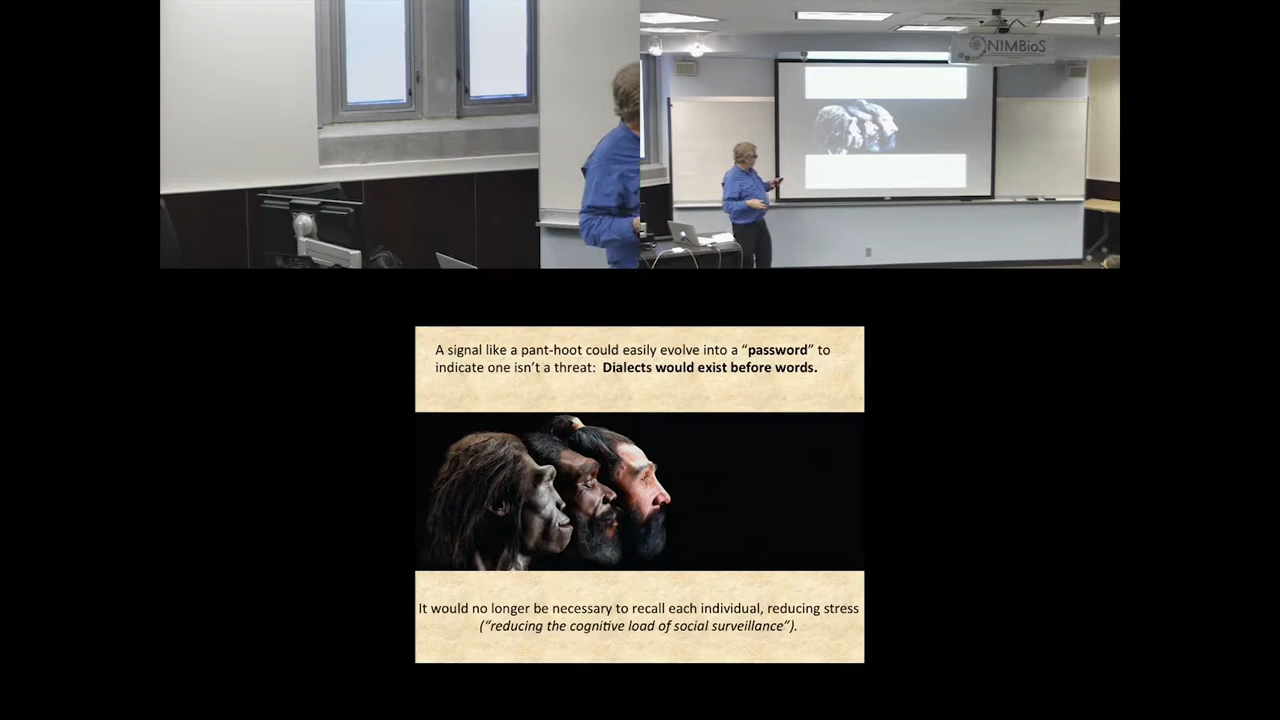 NIMBioS
A signal like a pant-hoot could easily evolve into a “password” to
indicate one isn’t a threat: Dialects would exist before words.
It would no longer be necessary to recall each individual, reducing stress
(“reducing the cognitive load of social surveillance”).